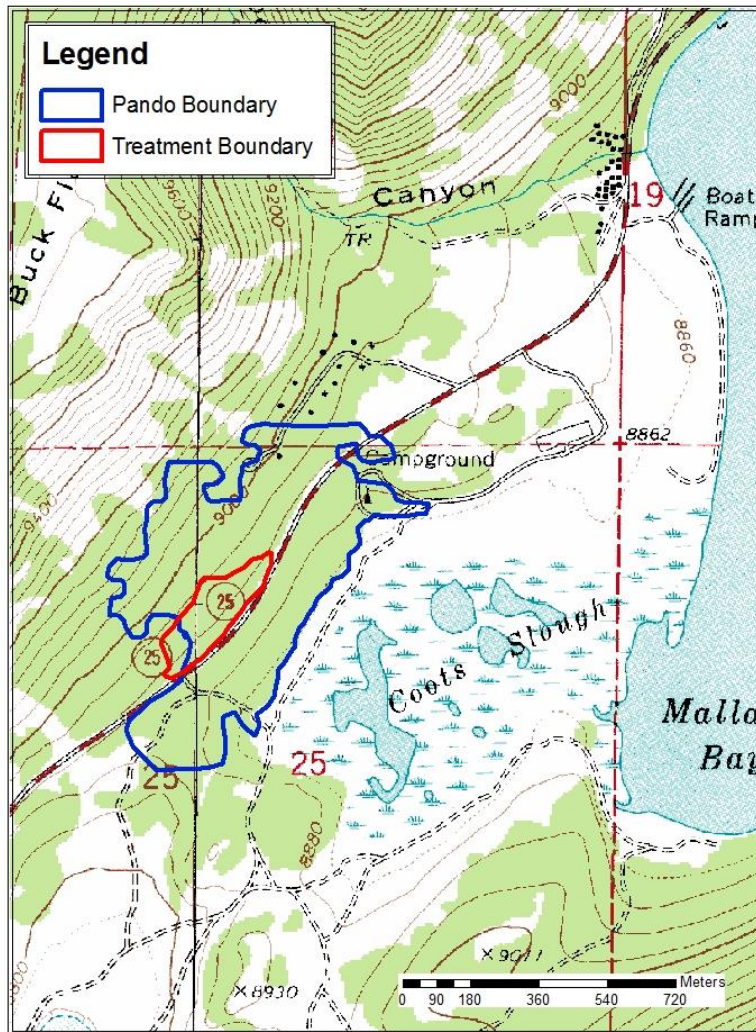 Legend
Pando Boundary
Treatment Boundary
9000
Canyon
19
Boat
Ramp
9200
TR
Buck
8860
8862
Campground
9000
25
25
Coots Slough
Malla
Bay
25
25
8880
×9011
×8930
Meters
0 90 180 360 540 720